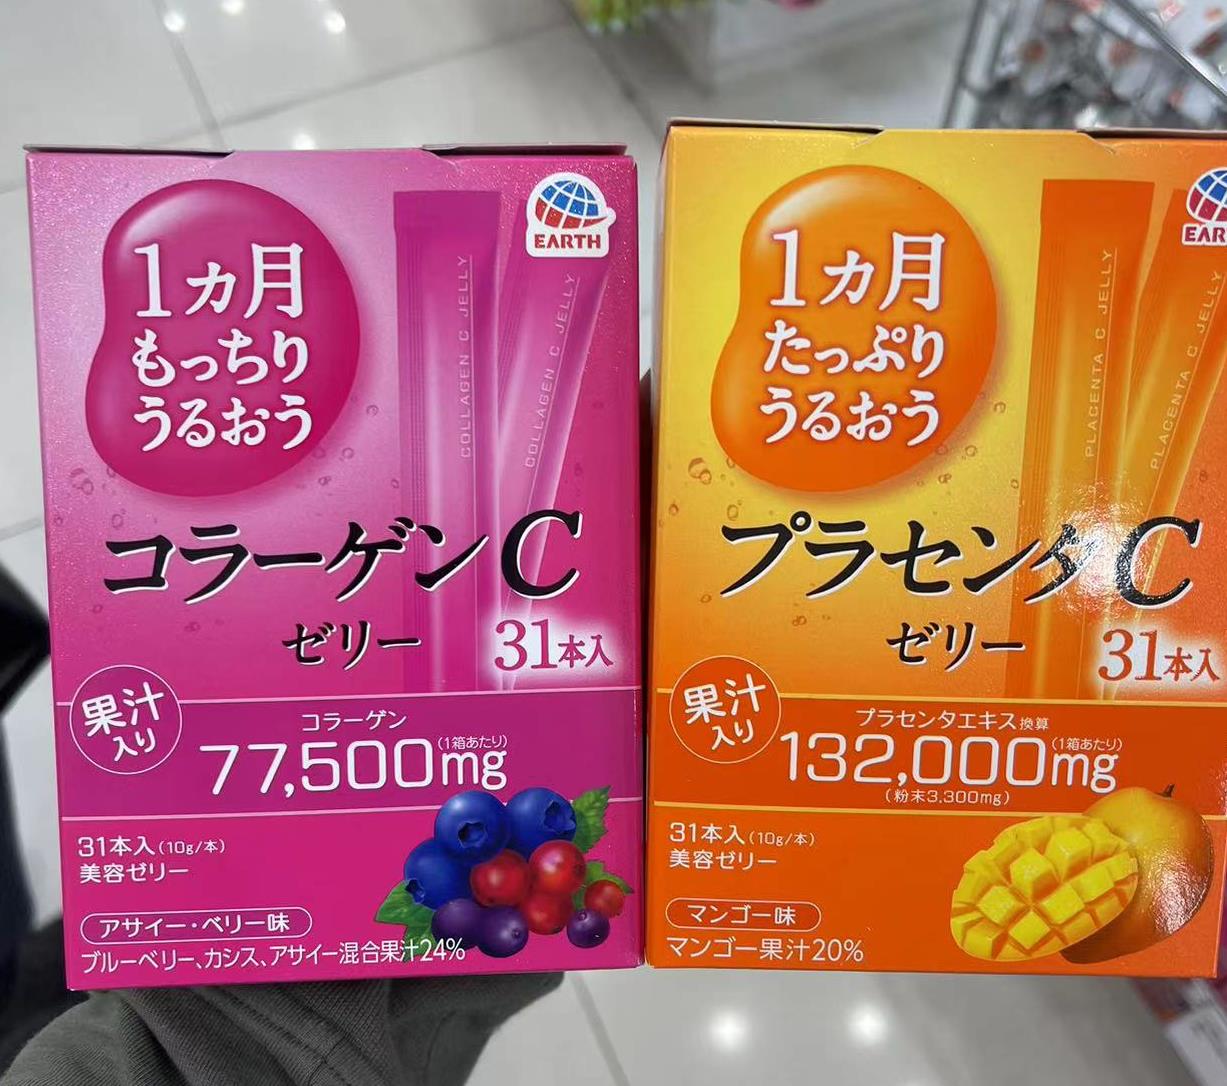 1ヵ月
もっちり
うるおう
EARTH
COLLAGEN C JELLY
COLLAGEN C JELLY
コラーゲンC
ゼリー
31本入
果汁
入り
コラーゲン
77,500mg
(1箱あたり)
31本入(10g/本)
美容ゼリー
アサイー・ベリー味
ブルーベリー、カシス、アサイー混合果汁24%
1ヵ月
たっぷり
うるおう
PLACENTA C JELLY
PLACENTA C JELLY
プラセンタC
ゼリー
31本入
果汁
入り
プラセンタエキス換算
132,000mg
(1箱あたり)
(粉末3,300mg)
31本入(10g/本)
美容ゼリー
マンゴー味
マンゴー果汁20%